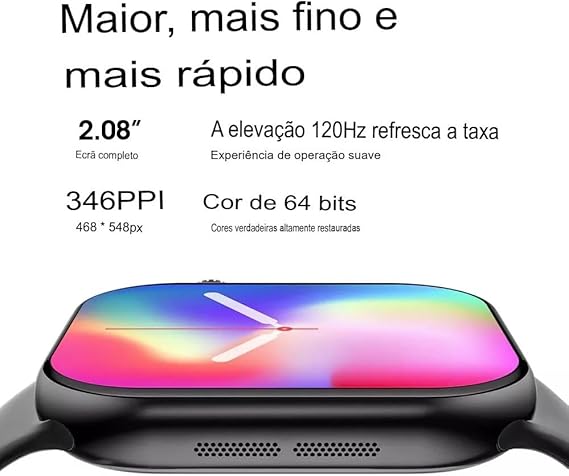 Maior, mais fino e
mais rápido
2.08″
Ecrã completo
A elevação 120Hz refresca a taxa
Experiência de operação suave
346PPI
468 * 548px
Cor de 64 bits
Cores verdadeiras altamente restauradas